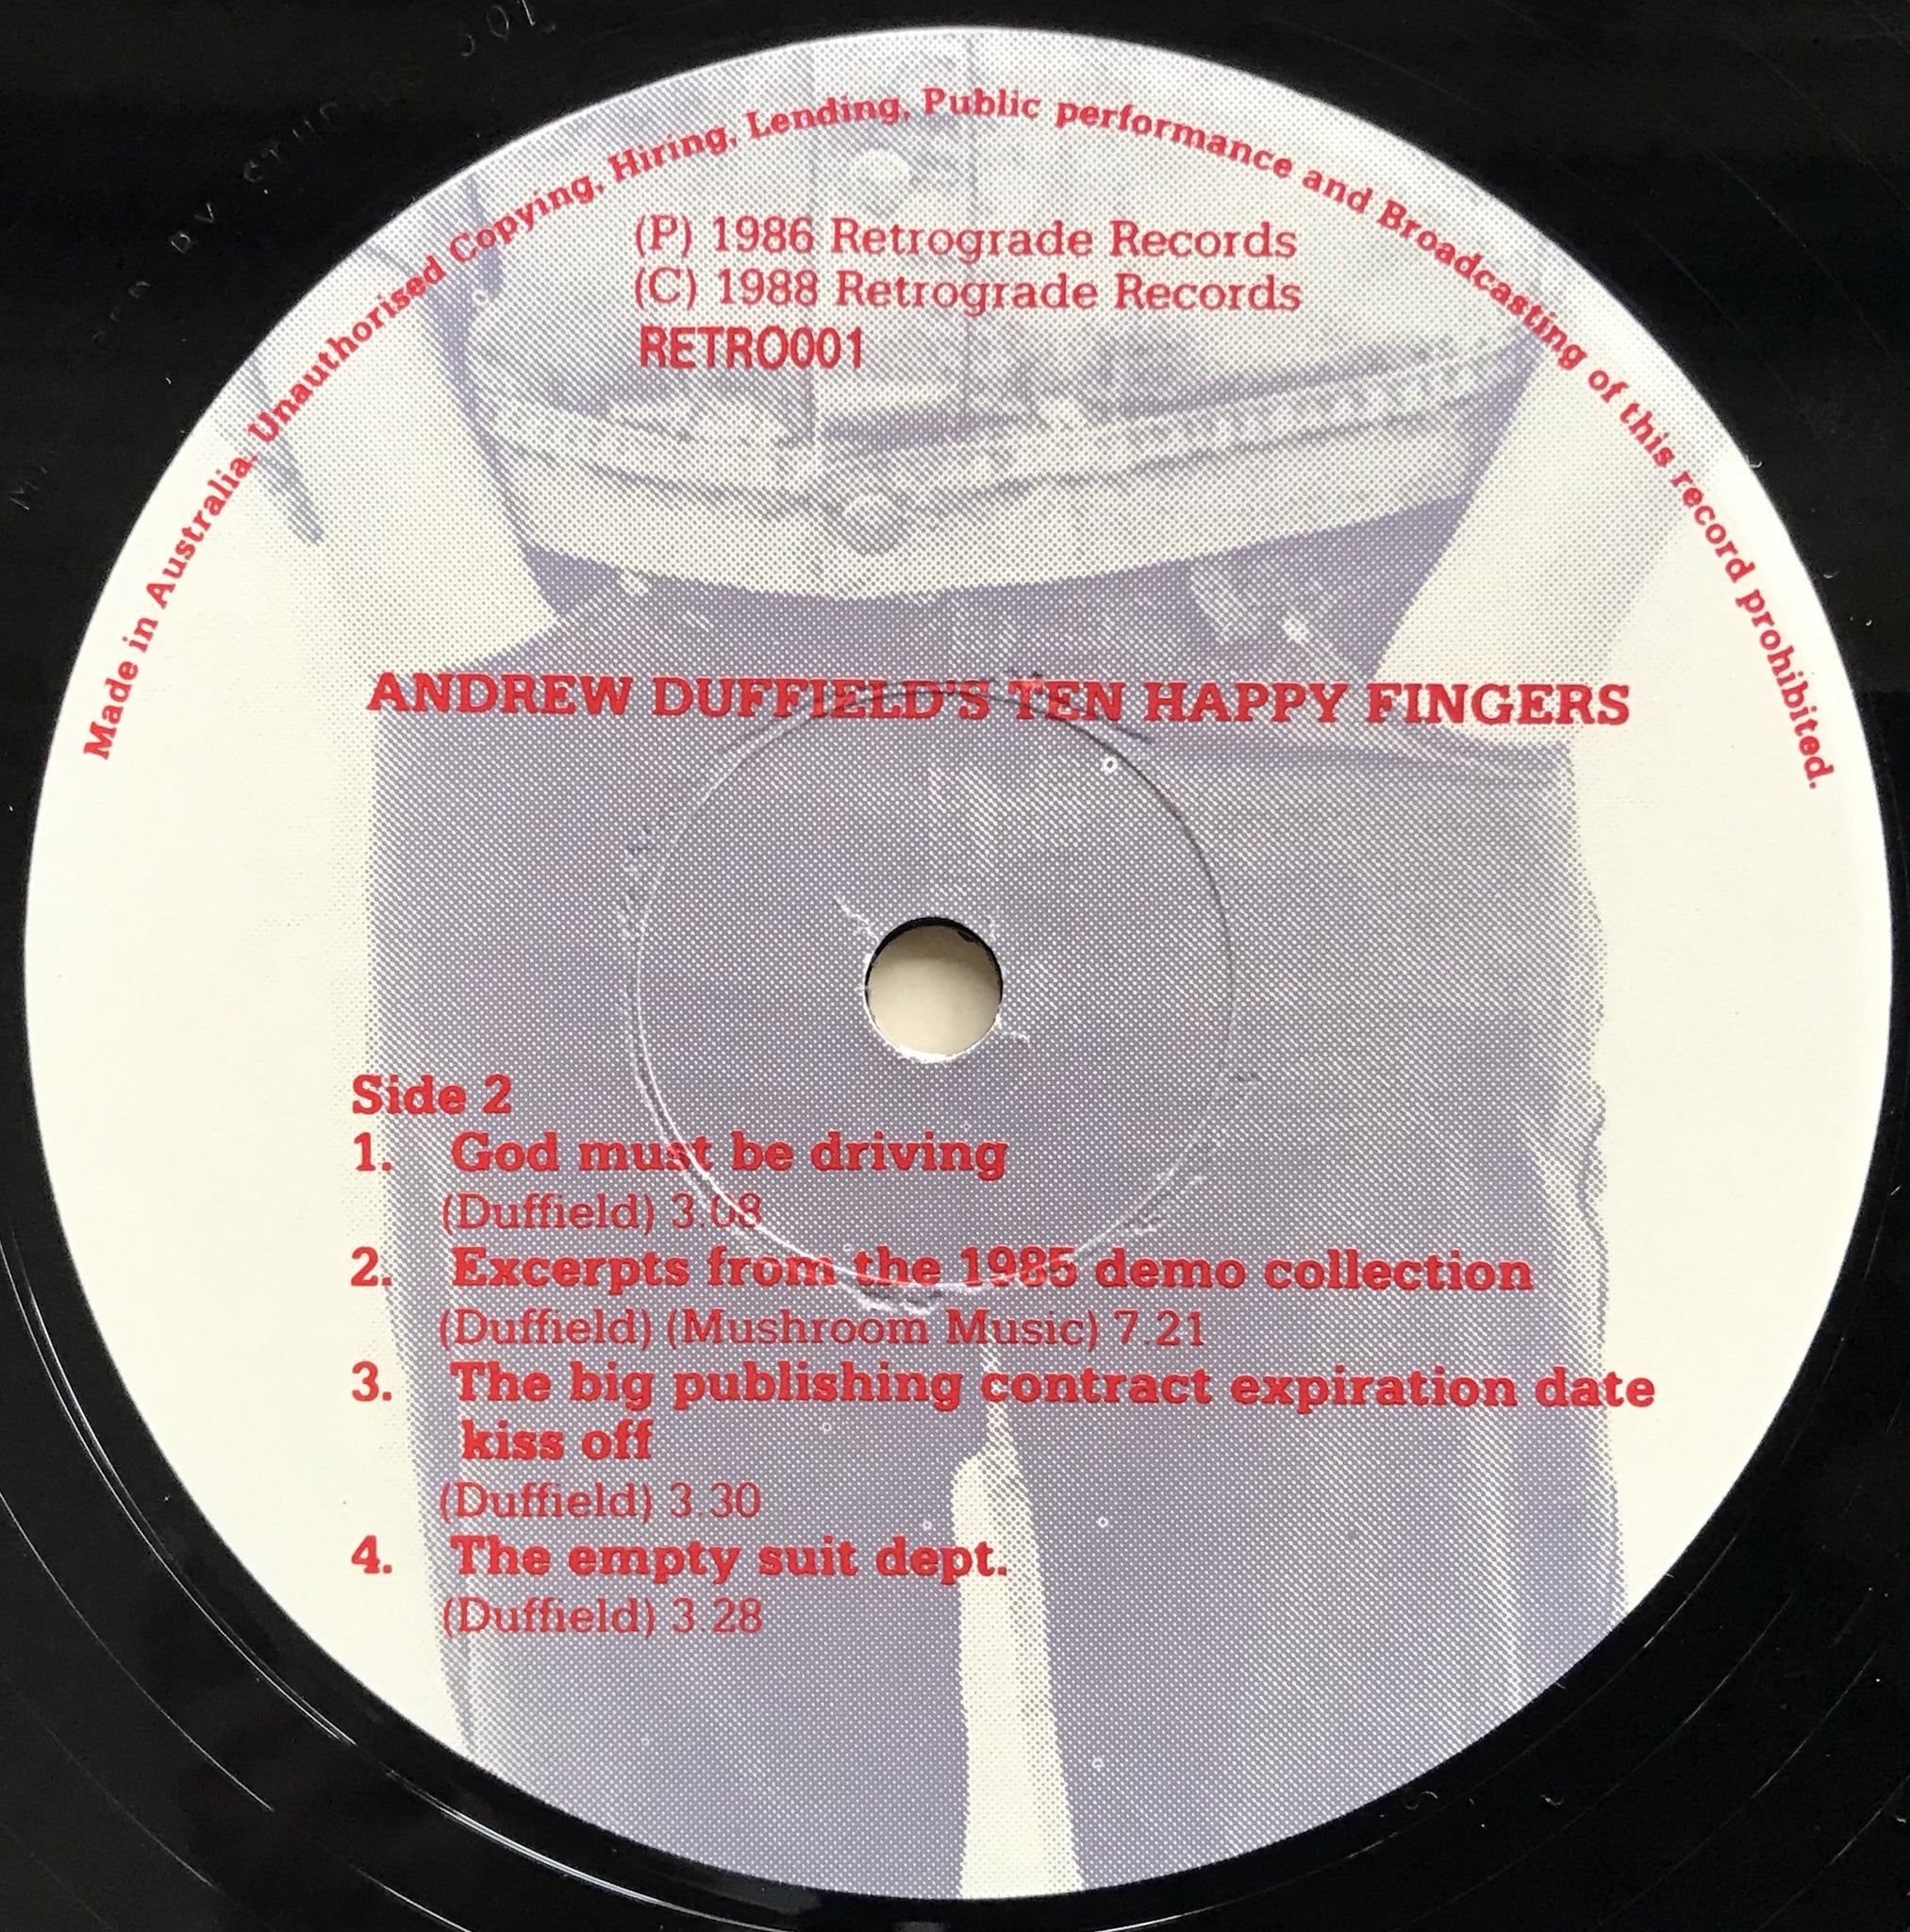 Made in Australia. Unauthorised Copying, Hiring, Lending, Public performance and Broadcasting of this record prohibited.
(P) 1986 Retrograde Records
(C) 1988 Retrograde Records
RETRO001
ANDREW DUFFIELD'S TEN HAPPY FINGERS
Side 2
1. God must be driving
(Duffield) 3.08
2. Excerpts from the 1985 demo collection
(Duffield) (Mushroom Music) 7.21
3. The big publishing contract expiration date
kiss off
(Duffield) 3.30
4. The empty suit dept.
(Duffield) 3.28